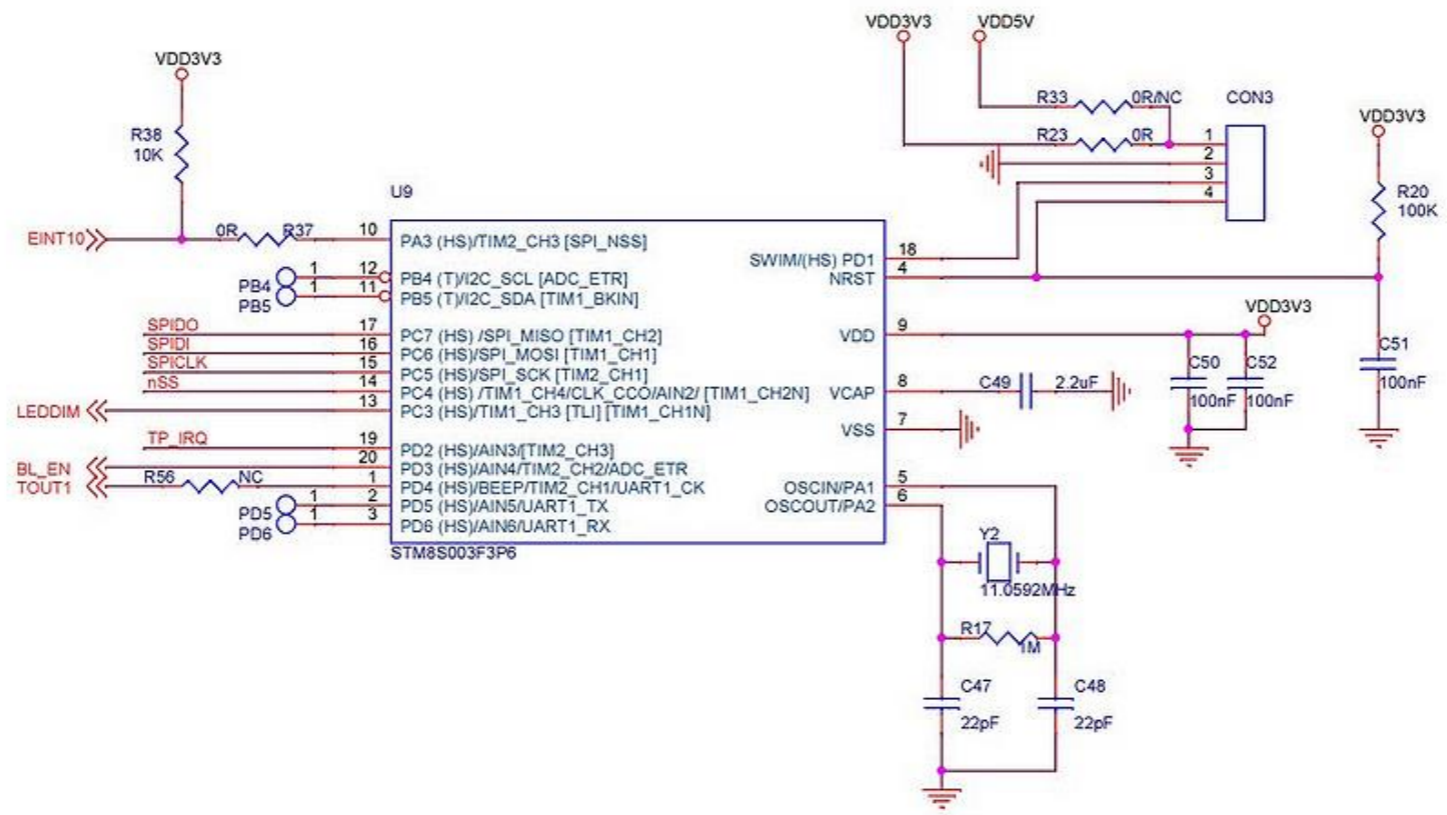 VDD3V3 VDD5V
VDD3V3
R33 0R/NC CON3
R38
10K
R23 0R 1
2
3
4
VDD3V3
R20
100K
U9
EINT10 0R R37 10 PA3 (HS)/TIM2_CH3 [SPI_NSS]
SWIM/(HS) PD1 18
NRST 4
PB4 1 12 PB4 (T)/I2C_SCL [ADC_ETR]
PB5 1 11 PB5 (T)/I2C_SDA [TIM1_BKIN]
VDD3V3
SPIDO 17 PC7 (HS) /SPI_MISO [TIM1_CH2]
VDD 9
SPIDI 16 PC6 (HS)/SPI_MOSI [TIM1_CH1]
SPICLK 15 PC5 (HS)/SPI_SCK [TIM2_CH1]
nSS 14 PC4 (HS) /TIM1_CH4/CLK_CCO/AIN2/ [TIM1_CH2N]
VCAP 8 C49 2.2uF
C50
100nF
C52
100nF
C51
100nF
LEDDIM 13 PC3 (HS)/TIM1_CH3 [TLI] [TIM1_CH1N]
VSS 7
TP_IRQ 19 PD2 (HS)/AIN3/[TIM2_CH3]
BL_EN 20 PD3 (HS)/AIN4/TIM2_CH2/ADC_ETR
TOUT1 R56 NC 1 PD4 (HS)/BEEP/TIM2_CH1/UART1_CK
OSCIN/PA1 5
OSCOUT/PA2 6
PD5 1 2 PD5 (HS)/AIN5/UART1_TX
PD6 1 3 PD6 (HS)/AIN6/UART1_RX
STM8S003F3P6
Y2
11.0592MHz
R17
1M
C47
22pF
C48
22pF